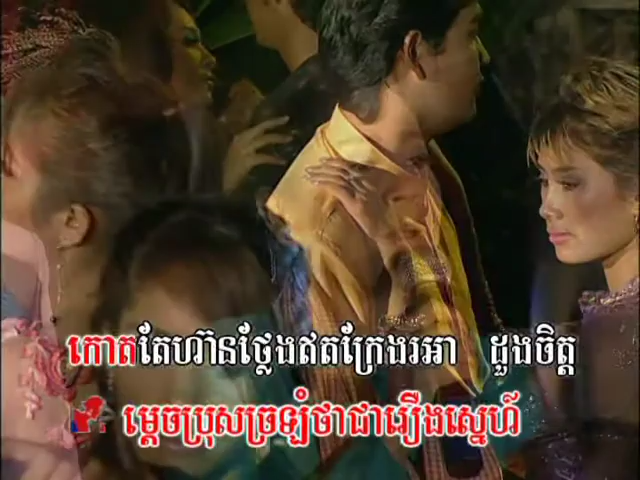 កោតតែហ៊ានថ្លែងឥតក្រែងរអា ដួងចិត្ត
ម្ដេចប្រុសច្រឡំថាជារឿងស្នេហ៍